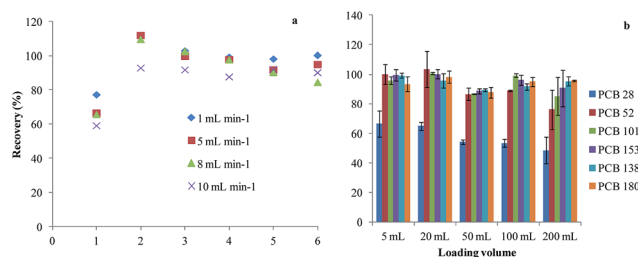 a
120
100
80
60
40
20
0
Recovery (%)
0 1 2 3 4 5 6
1 mL min-1
5 mL min-1
8 mL min-1
10 mL min-1
b
140
120
100
80
60
40
20
0
5 mL 20 mL 50 mL 100 mL 200 mL
Loading volume
PCB 28
PCB 52
PCB 101
PCB 153
PCB 138
PCB 180